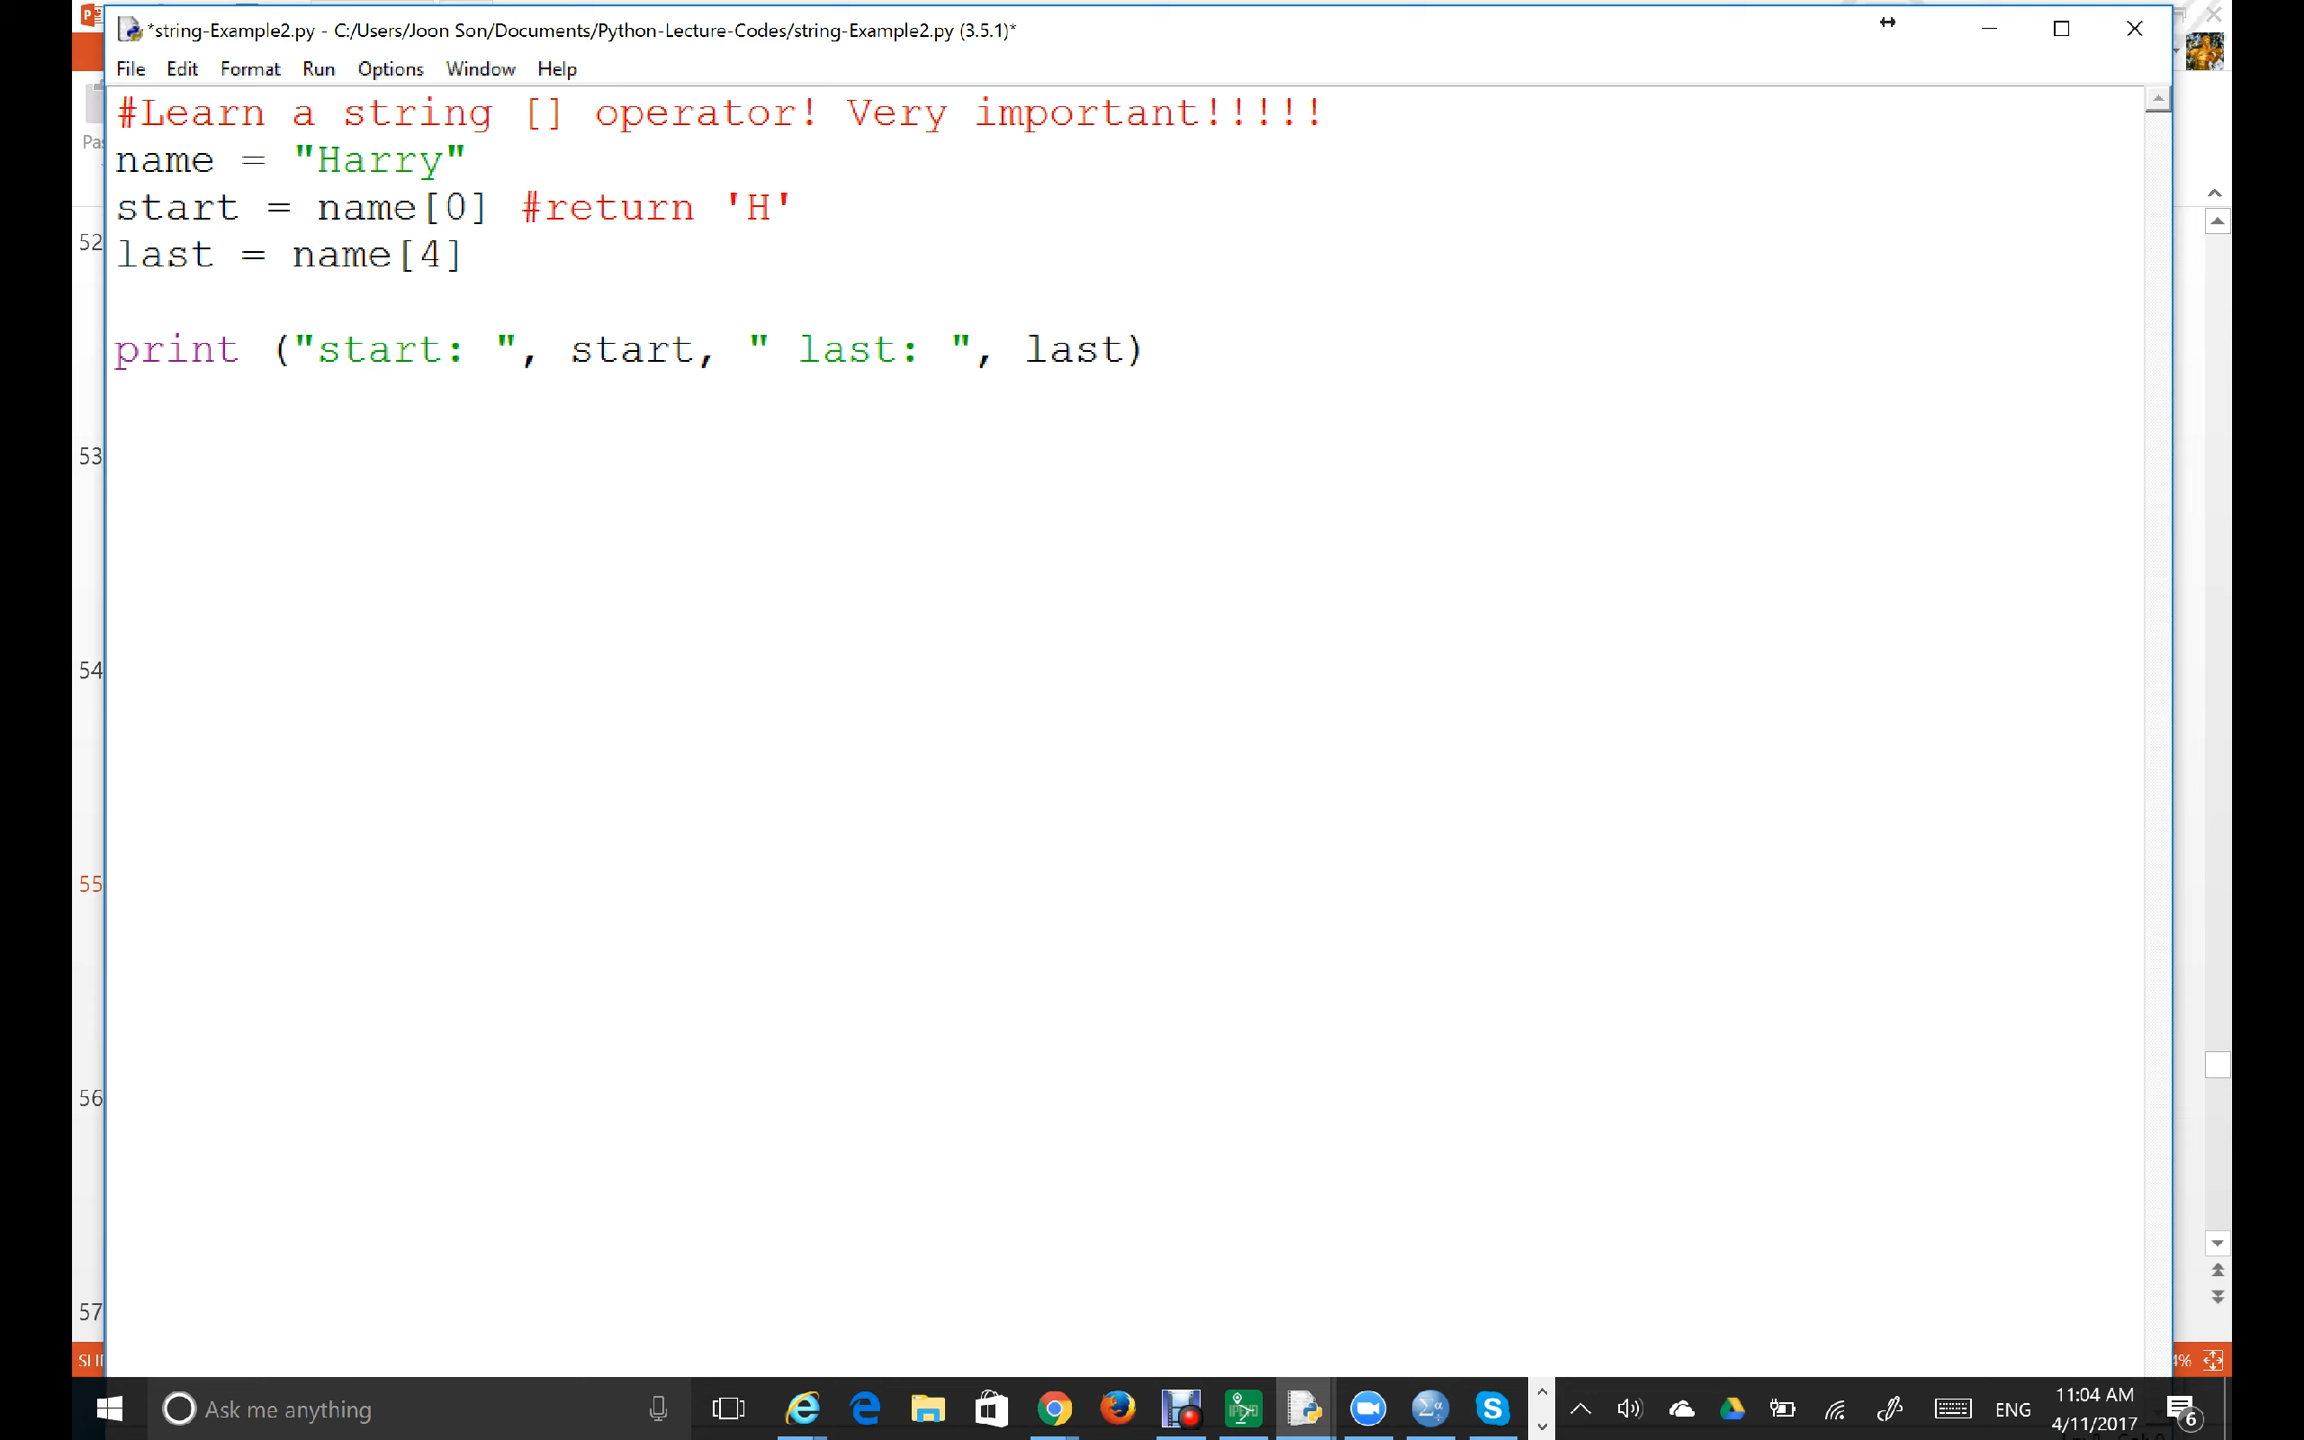 *string-Example2.py - C:/Users/Joon Son/Documents/Python-Lecture-Codes/string-Example2.py (3.5.1)*
File Edit Format Run Options Window Help
#Learn a string [] operator! Very important!!!!!
name = "Harry"
start = name[0] #return 'H'
last = name[4]
print ("start: ", start, " last: ", last)
52
53
54
55
56
57
4%
Ask me anything
ENG
11:04 AM
4/11/2017
6